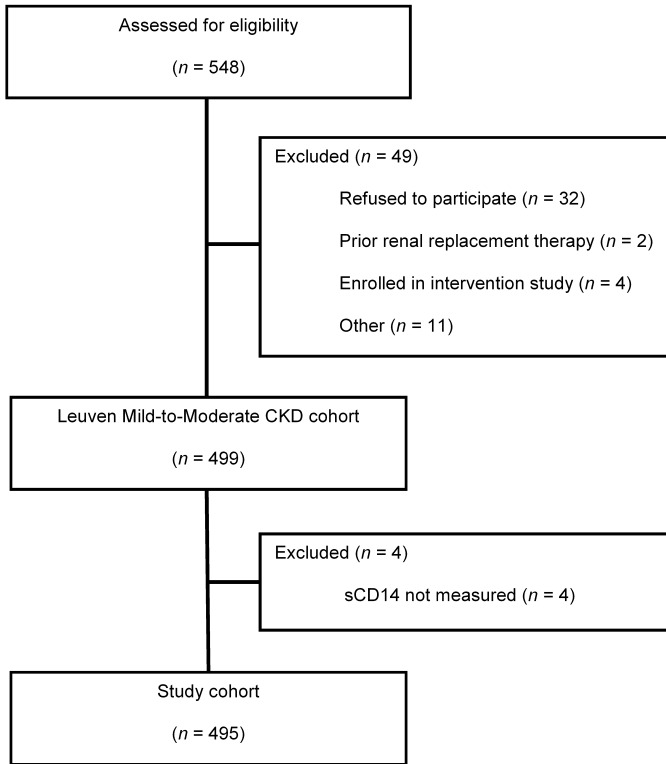 Assessed for eligibility
(n = 548)
Excluded (n = 49)
Refused to participate (n = 32)
Prior renal replacement therapy (n = 2)
Enrolled in intervention study (n = 4)
Other (n = 11)
Leuven Mild-to-Moderate CKD cohort
(n = 499)
Excluded (n = 4)
sCD14 not measured (n = 4)
Study cohort
(n = 495)